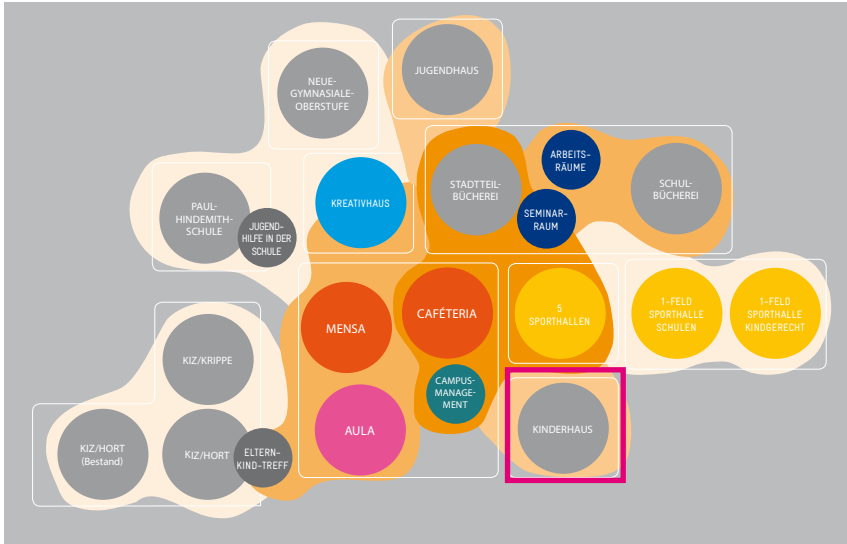 NEUE-
GYMNASIALE-
OBERSTUFE
JUGENDHAUS
PAUL-
HINDEMITH-
SCHULE
JUGEND-
HILFE IN DER
SCHULE
KREATIVHAUS
STADTTEIL-
BÜCHEREI
ARBEITS-
RÄUME
SEMINAR-
RAUM
SCHUL-
BÜCHEREI
MENSA
CAFÉTERIA
5
SPORTHALLEN
1-FELD
SPORTHALLE
SCHULEN
1-FELD
SPORTHALLE
KINDGERECHT
KIZ/KRIPPE
CAMPUS-
MANAGE-
MENT
AULA
KINDERHAUS
KIZ/HORT
(Bestand)
KIZ/HORT
ELTERN-
KIND-TREFF